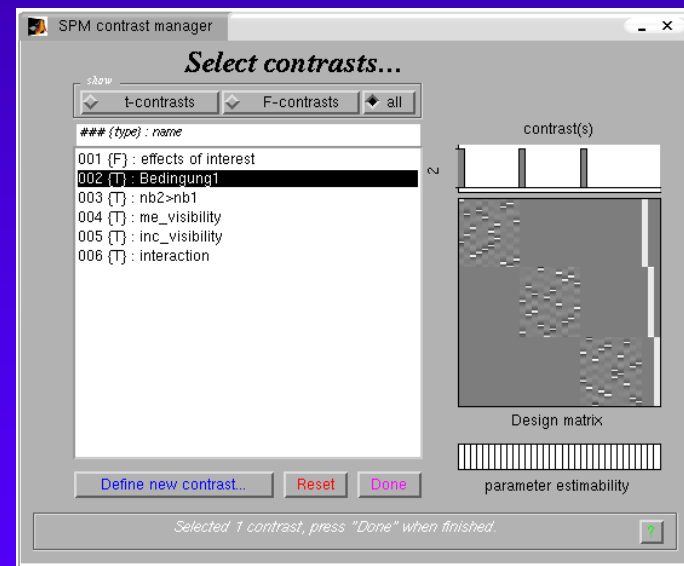 SPM contrast manager
Select contrasts...
show
t-contrasts F-contrasts all
### {type} : name
001 {F} : effects of interest
002 {T} : Bedingung1
003 {T} : nb2>nb1
004 {T} : me_visibility
005 {T} : inc_visibility
006 {T} : interaction
Define new contrast... Reset Done
contrast(s)
2
Design matrix
parameter estimability
Selected 1 contrast, press "Done" when finished.
?